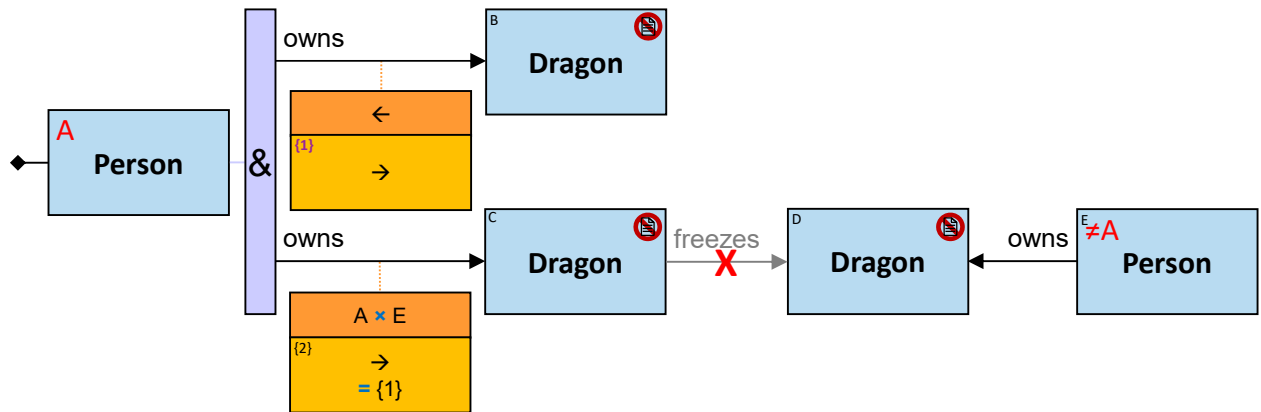 A
Person
&
owns
B
Dragon
←
{1}
→
owns
C
Dragon
A × E
{2}
→
= {1}
freezes
X
D
Dragon
owns
E
≠A
Person